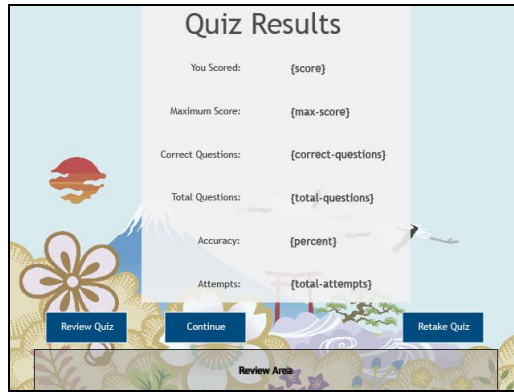 Quiz Results
You Scored: {score}
Maximum Score: {max-score}
Correct Questions: {correct-questions}
Total Questions: {total-questions}
Accuracy: {percent}
Attempts: {total-attempts}
Review Quiz Continue Retake Quiz
Review Area